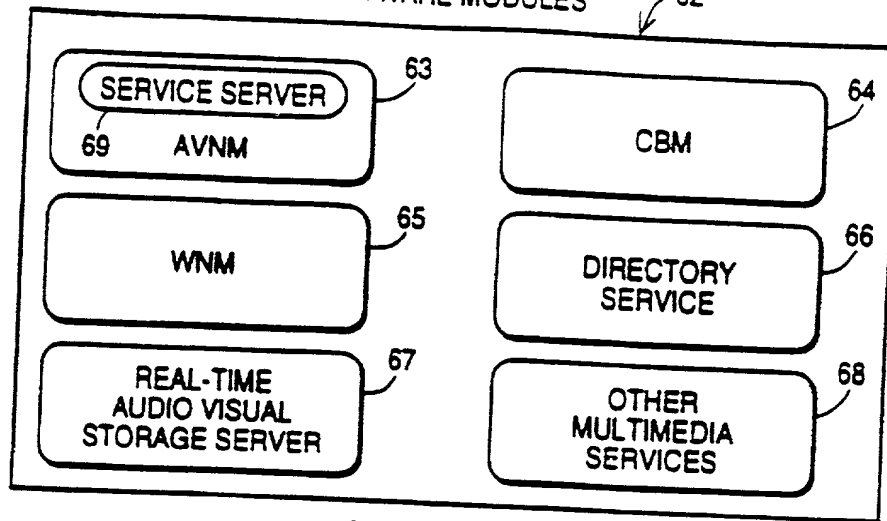 MODULES
SERVICE SERVER
63
69
AVNM
CBM
64
WNM
65
DIRECTORY
SERVICE
66
REAL-TIME
AUDIO VISUAL
STORAGE SERVER
67
OTHER
MULTIMEDIA
SERVICES
68